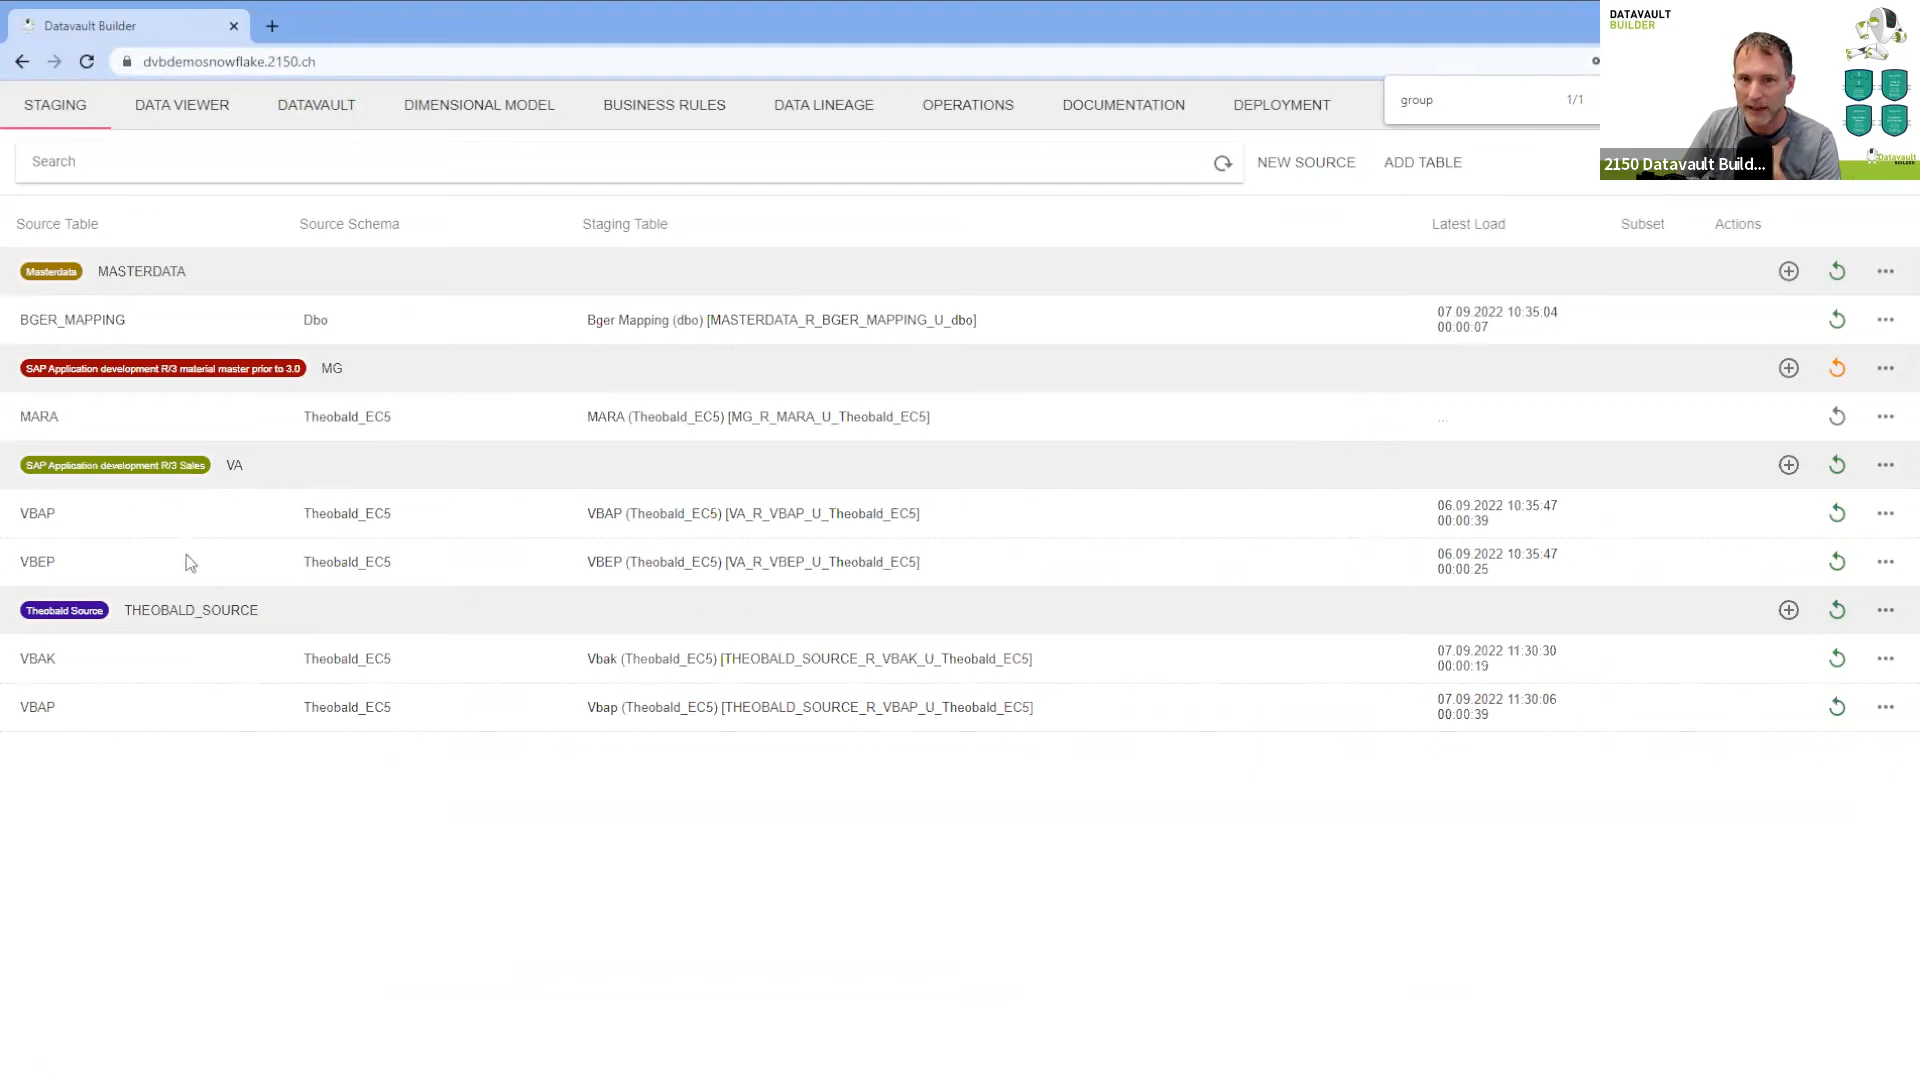 Datavault Builder
dvbdemosnowflake.2150.ch
STAGING DATA VIEWER DATAVAULT DIMENSIONAL MODEL BUSINESS RULES DATA LINEAGE OPERATIONS DOCUMENTATION DEPLOYMENT
group 1/1
DATAVAULT
BUILDER
2150 Datavault Build...
Datavault
BUILDER
Search NEW SOURCE ADD TABLE
Source Table Source Schema Staging Table Latest Load Subset Actions
Masterdata MASTERDATA
BGER_MAPPING Dbo Bger Mapping (dbo) [MASTERDATA_R_BGER_MAPPING_U_dbo] 07.09.2022 10:35:04
00:00:07
SAP Application development R/3 material master prior to 3.0 MG
MARA Theobald_EC5 MARA (Theobald_EC5) [MG_R_MARA_U_Theobald_EC5] ...
SAP Application development R/3 Sales VA
VBAP Theobald_EC5 VBAP (Theobald_EC5) [VA_R_VBAP_U_Theobald_EC5] 06.09.2022 10:35:47
00:00:39
VBEP Theobald_EC5 VBEP (Theobald_EC5) [VA_R_VBEP_U_Theobald_EC5] 06.09.2022 10:35:47
00:00:25
Theobald Source THEOBALD_SOURCE
VBAK Theobald_EC5 Vbak (Theobald_EC5) [THEOBALD_SOURCE_R_VBAK_U_Theobald_EC5] 07.09.2022 11:30:30
00:00:19
VBAP Theobald_EC5 Vbap (Theobald_EC5) [THEOBALD_SOURCE_R_VBAP_U_Theobald_EC5] 07.09.2022 11:30:06
00:00:39